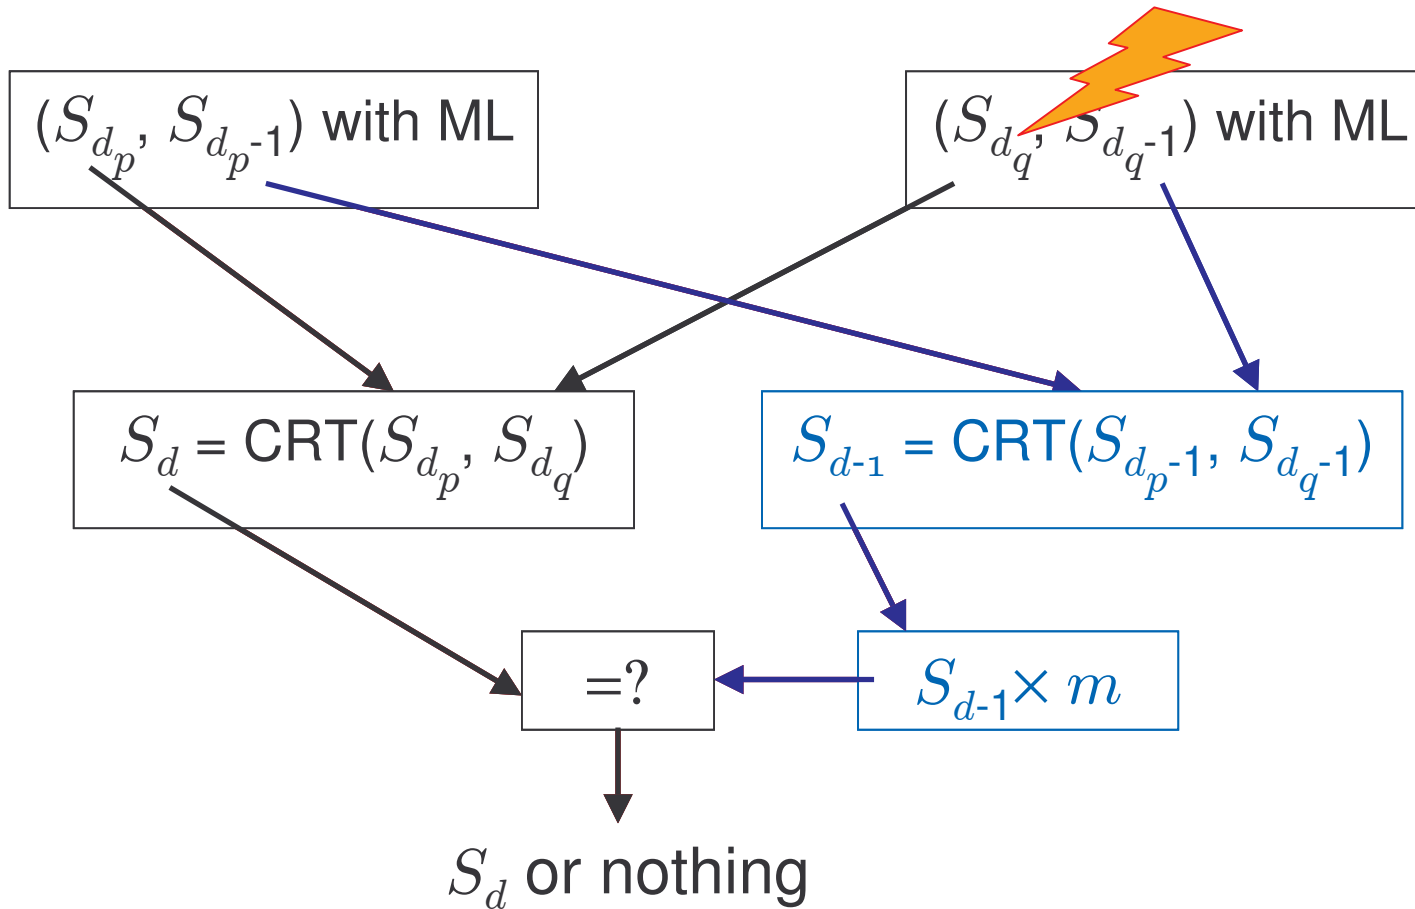 (S_{d_p}, S_{d_p-1}) with ML
(S_{d_q}, S_{d_q-1}) with ML
S_d = CRT(S_{d_p}, S_{d_q})
S_{d-1} = CRT(S_{d_p-1}, S_{d_q-1})
=?
S_{d-1}× m
S_d or nothing